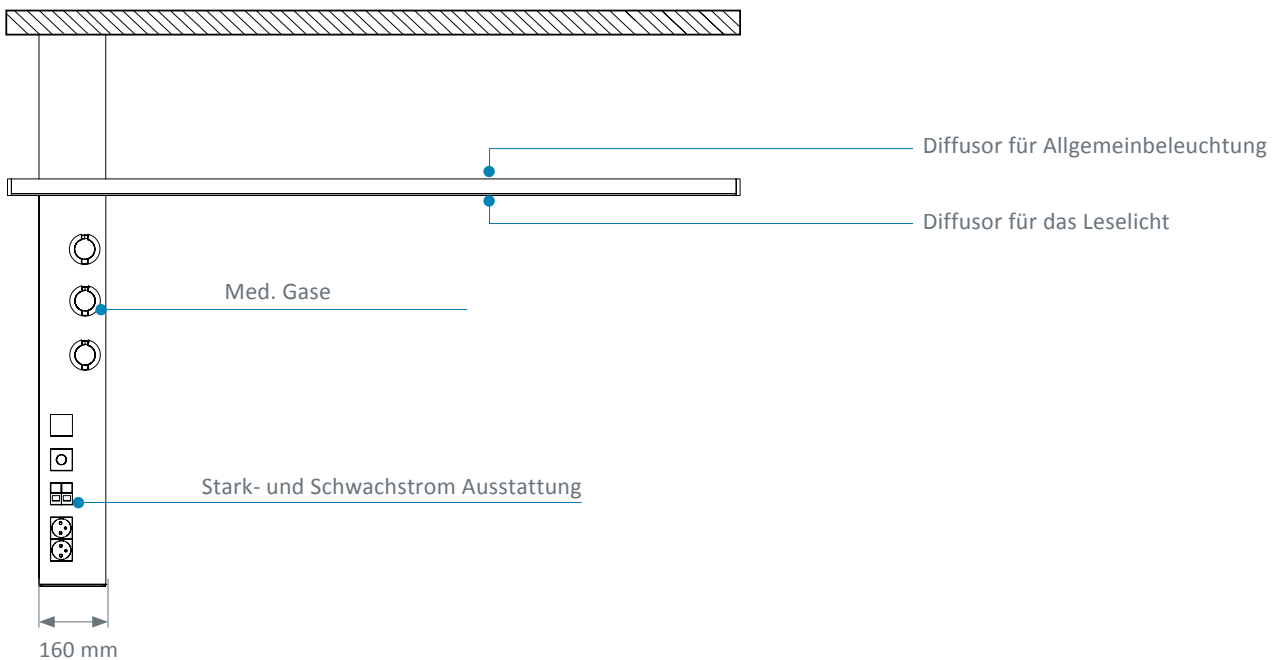 Diffusor für Allgemeinbeleuchtung
Diffusor für das Leselicht
Med. Gase
Stark- und Schwachstrom Ausstattung
160 mm